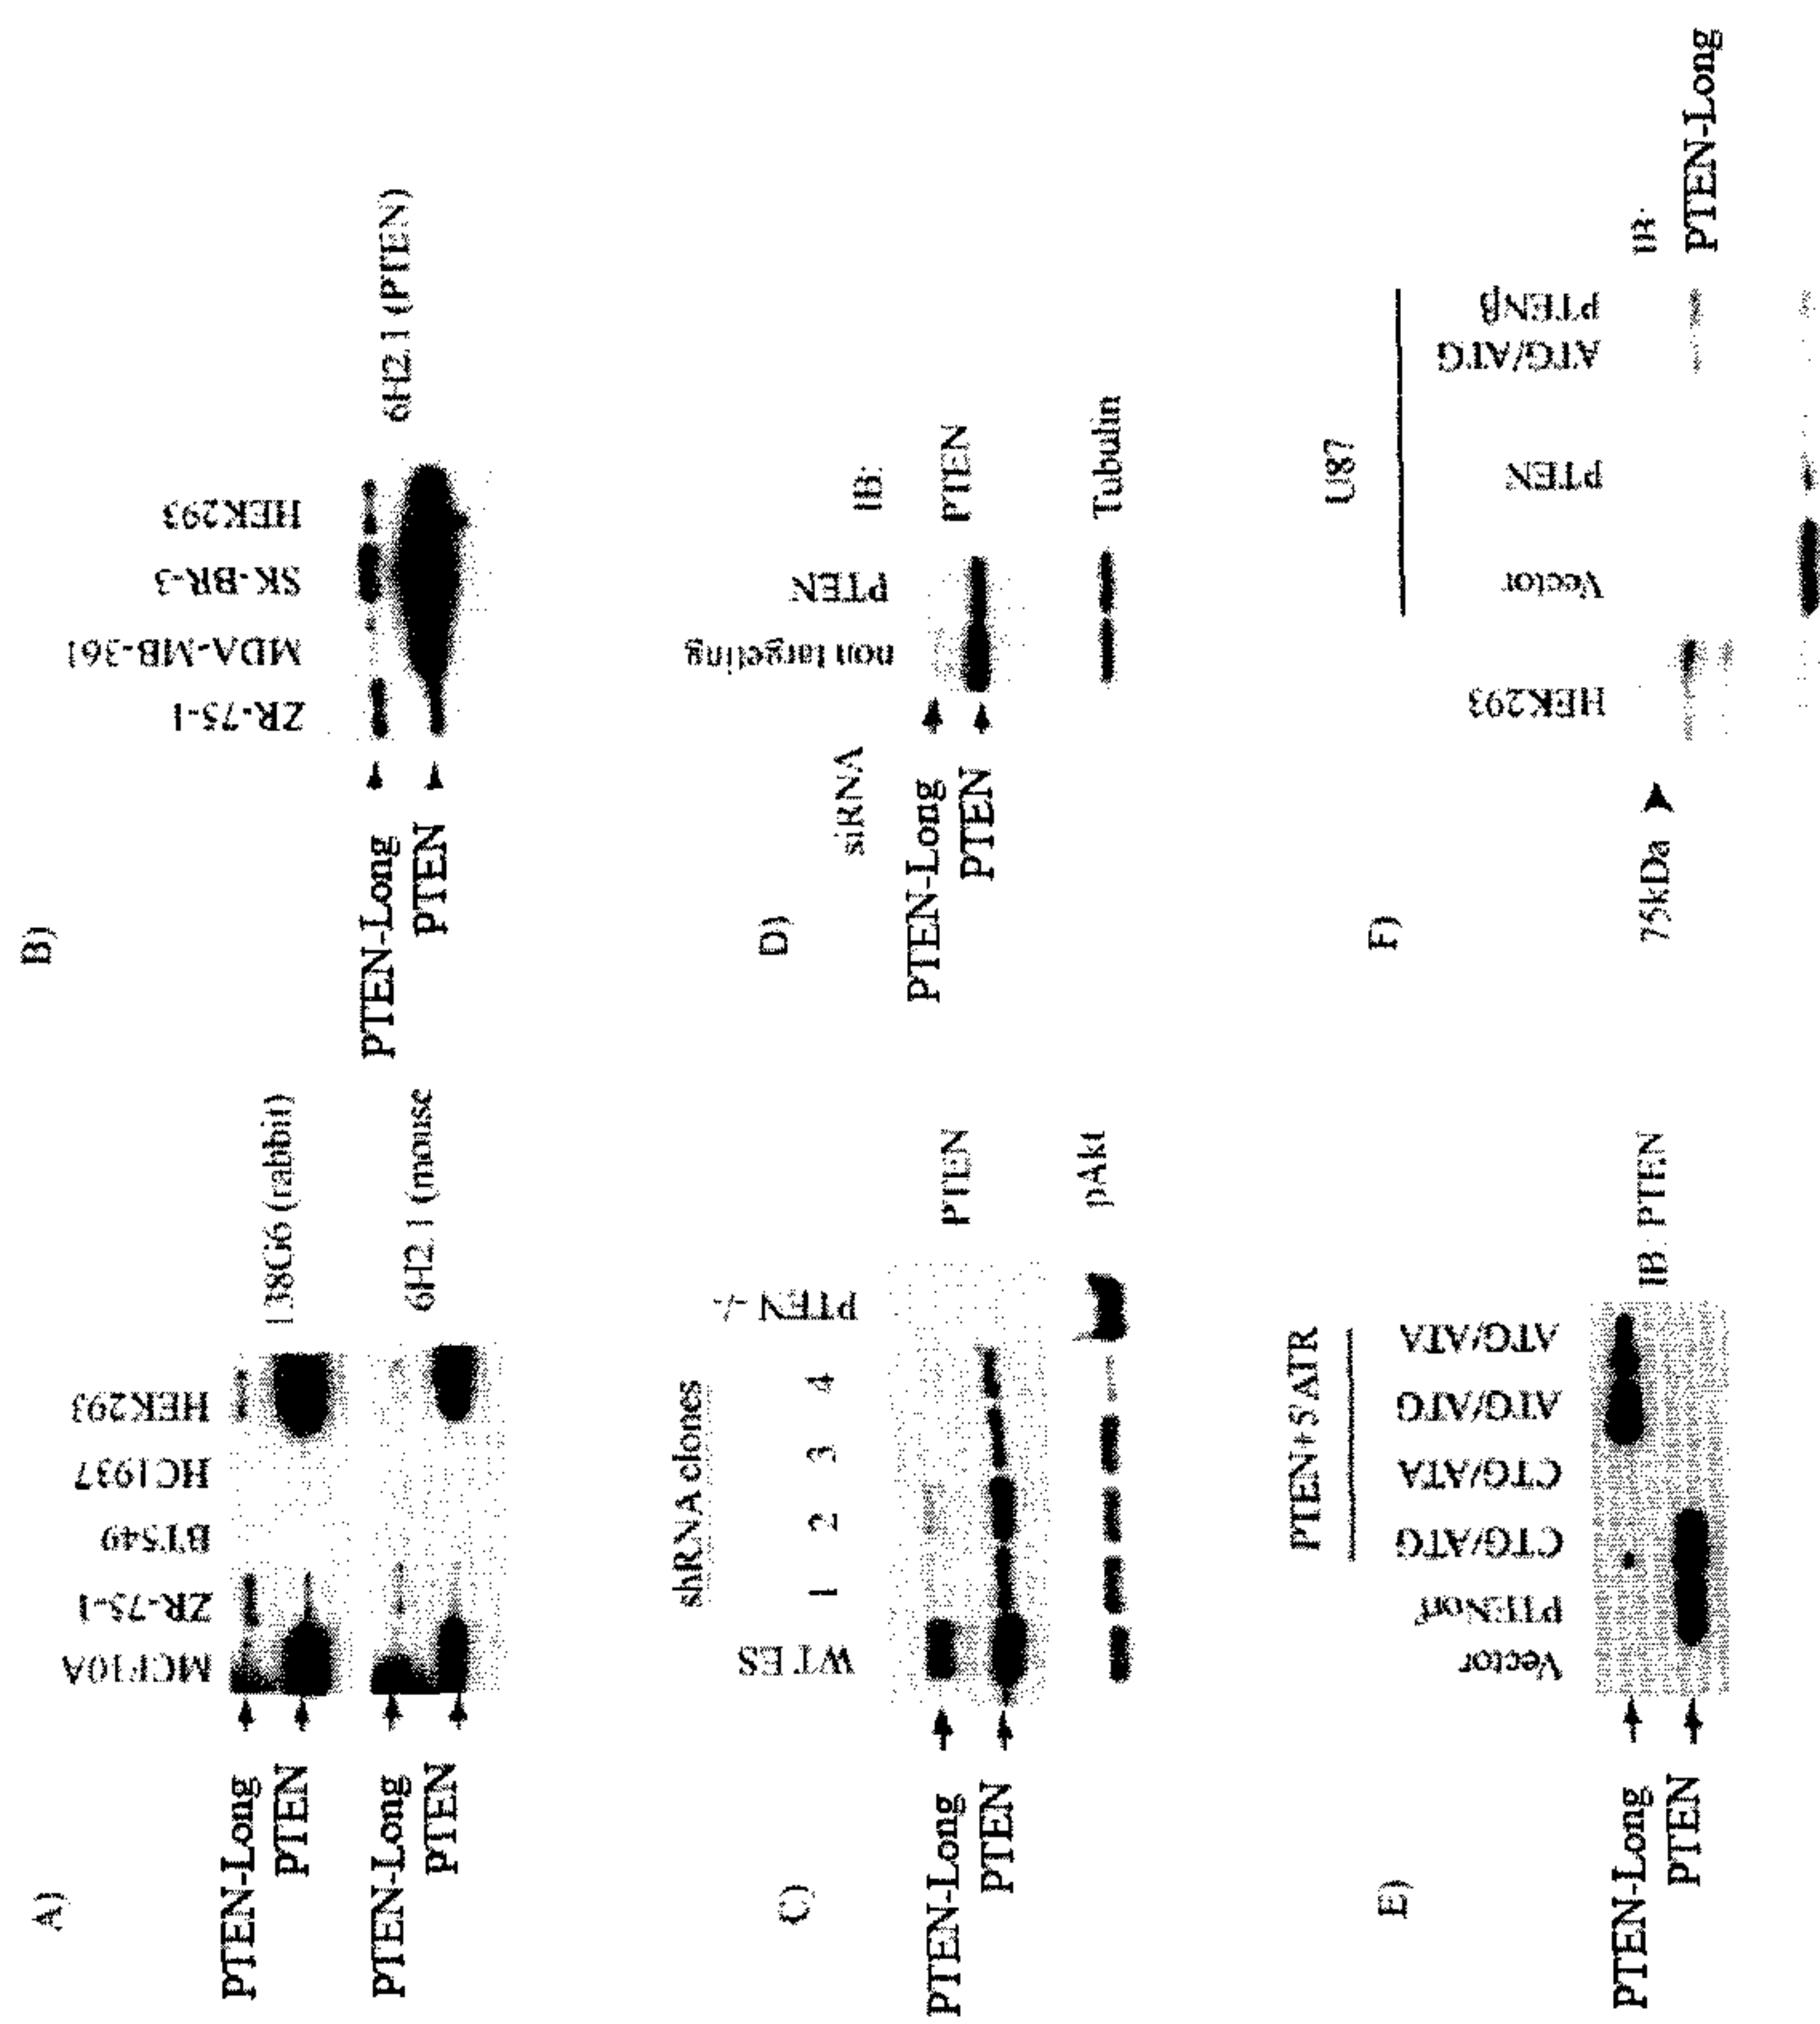 A)
MCF10A
ZR-75-1
BT549
HC1937
HEK293
PTEN-Long
PTEN
138G6 (rabbit)
PTEN-Long
PTEN
6H2.1 (mouse
B)
ZR-75-1
MDA-MB-361
SK-BR-3
HEK293
PTEN-Long
PTEN
6H2.1 (PTEN)
C)
shRNA clones
WT ES
1
2
3
4
PTEN -/-
PTEN-Long
PTEN
PTEN
pAkt
D)
siRNA
non targeting
PTEN
IB:
PTEN-Long
PTEN
PTEN
Tubulin
E)
PTEN+5'ATR
Vector
PTENorf
CTG/ATG
CTG/ATA
ATG/ATG
ATG/ATA
PTEN-Long
PTEN
IB: PTEN
F)
U87
HEK293
Vector
PTEN
ATG/ATG
PTENβ
75kDa
IB:
PTEN-Long